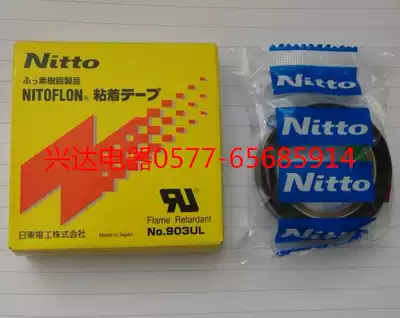 Nitto
ふっ素樹脂製品
NITOFLON® 粘着テープ
兴达电器0577-65685914
Flame Retardant
No.903UL
日東電工株式会社
Made in Japan
Nitto
Nitto
Nitto